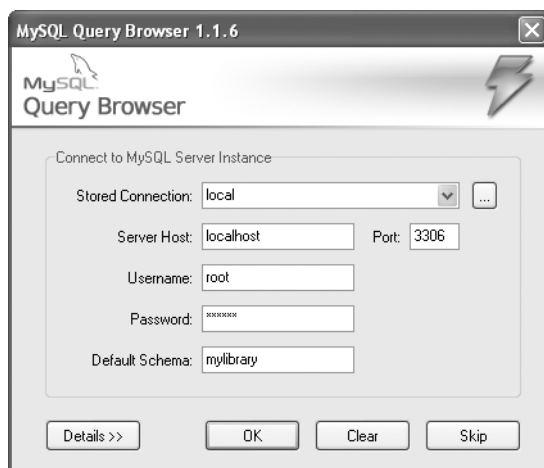 MySQL Query Browser 1.1.6
MySQL
Query Browser
Connect to MySQL Server Instance
Stored Connection: local ...
Server Host: localhost Port: 3306
Username: root
Password: ******
Default Schema: mylibrary
Details >> OK Clear Skip